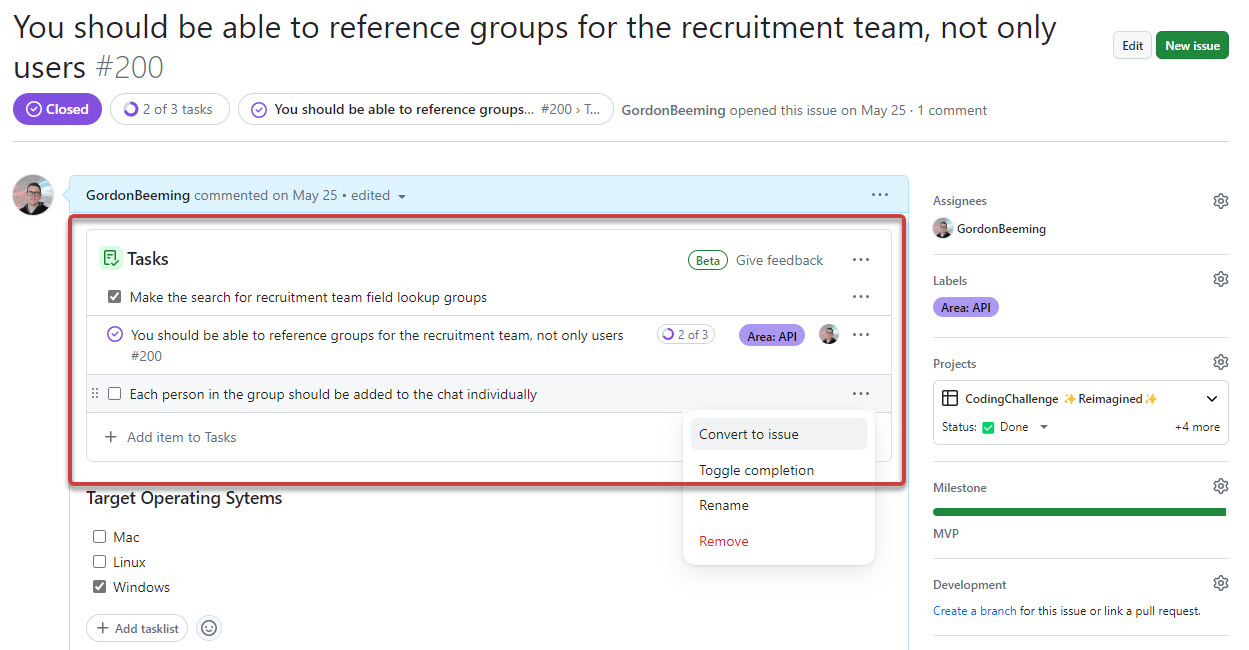 You should be able to reference groups for the recruitment team, not only
users #200
Edit
New issue
Closed
2 of 3 tasks
You should be able to reference groups... #200 › T...
GordonBeeming opened this issue on May 25 · 1 comment
GordonBeeming commented on May 25 • edited
Tasks
Beta
Give feedback
Make the search for recruitment team field lookup groups
You should be able to reference groups for the recruitment team, not only users
#200
2 of 3
Area: API
Each person in the group should be added to the chat individually
Add item to Tasks
Convert to issue
Toggle completion
Rename
Remove
Target Operating Sytems
Mac
Linux
Windows
Add tasklist
Assignees
GordonBeeming
Labels
Area: API
Projects
CodingChallenge ✨Reimagined✨
Status: ✅ Done
+4 more
Milestone
MVP
Development
Create a branch for this issue or link a pull request.